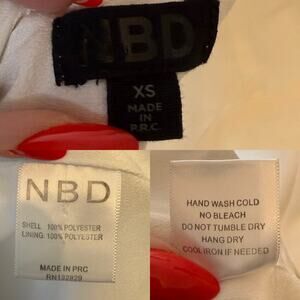 NBD
XS
MADE IN
P.R.C.
NBD
SHELL: 100% POLYESTER
LINING: 100% POLYESTER
MADE IN PRC
RN132829
HAND WASH COLD
NO BLEACH
DO NOT TUMBLE DRY
HANG DRY
COOL IRON IF NEEDED